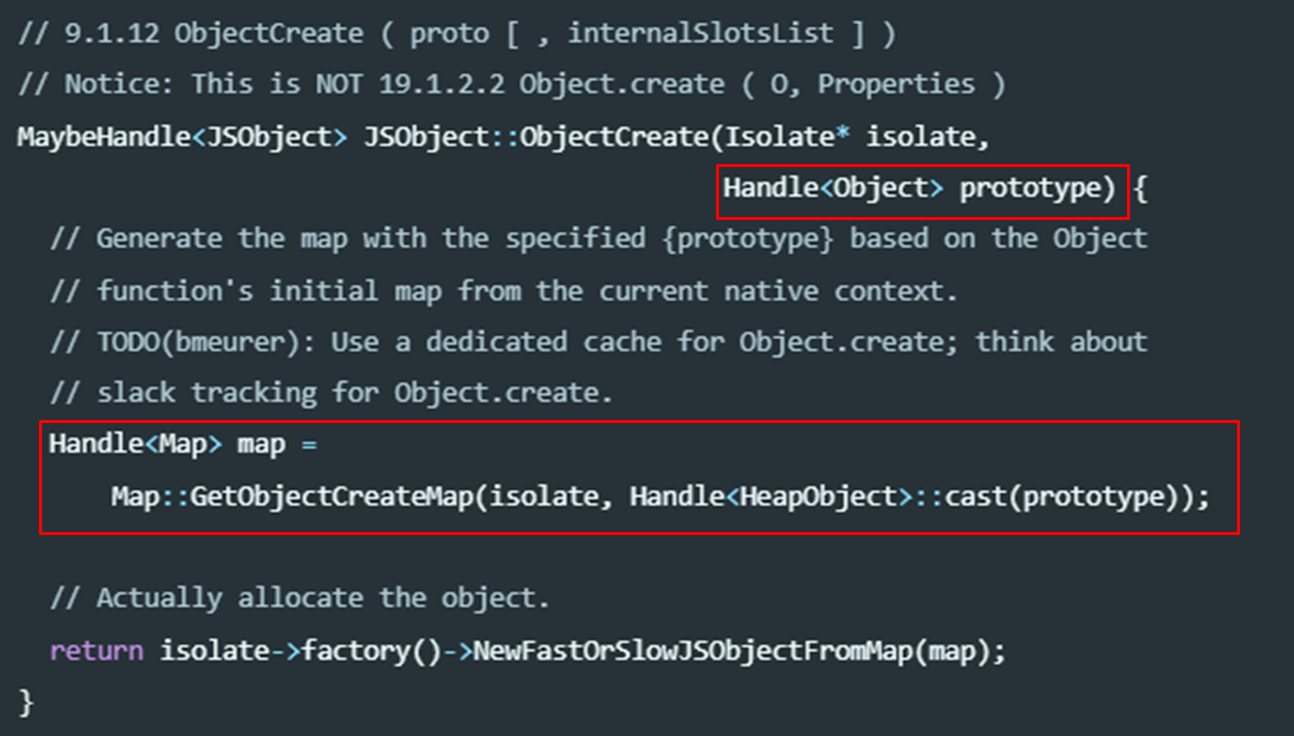 // 9.1.12 ObjectCreate ( proto [ , internalSlotsList ] )
// Notice: This is NOT 19.1.2.2 Object.create ( O, Properties )
MaybeHandle<JSObject> JSObject::ObjectCreate(Isolate* isolate,
Handle<Object> prototype) {
// Generate the map with the specified {prototype} based on the Object
// function's initial map from the current native context.
// TODO(bmeurer): Use a dedicated cache for Object.create; think about
// slack tracking for Object.create.
Handle<Map> map =
Map::GetObjectCreateMap(isolate, Handle<HeapObject>::cast(prototype));
// Actually allocate the object.
return isolate->factory()->NewFastOrSlowJSObjectFromMap(map);
}